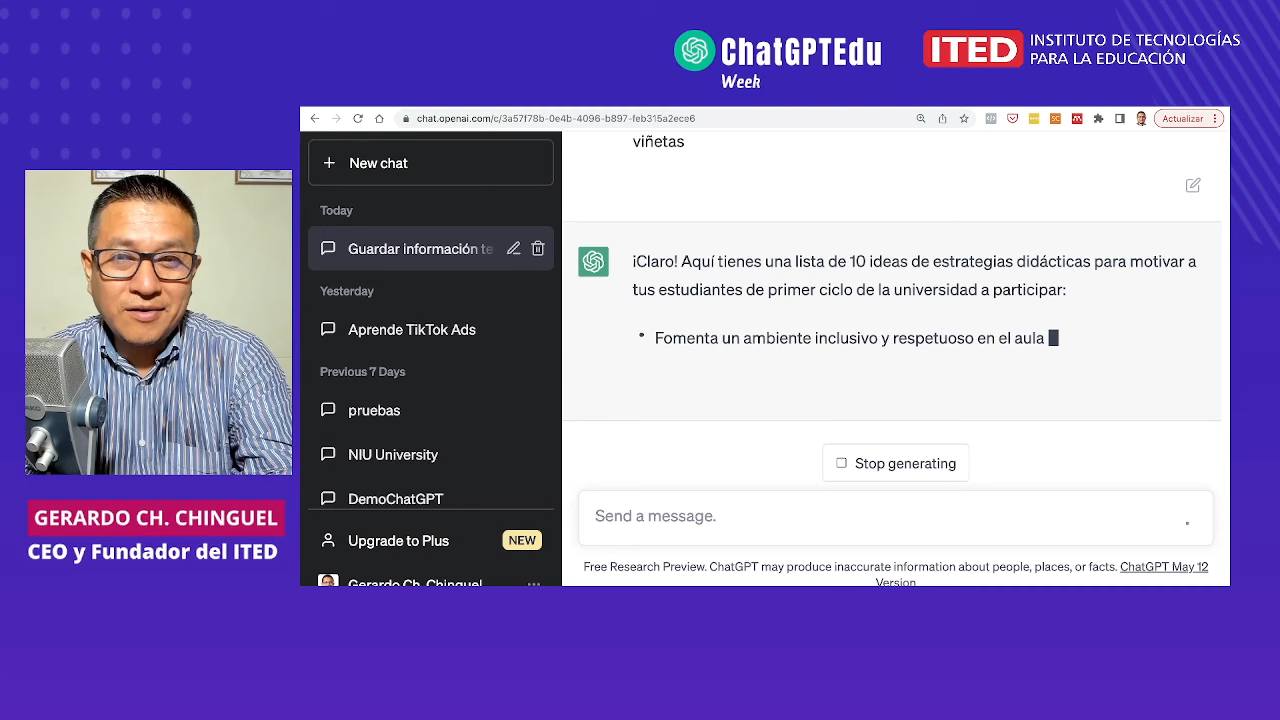 ChatGPTEdu
Week
ITED
INSTITUTO DE TECNOLOGÍAS
PARA LA EDUCACIÓN
chat.openai.com/c/3a57f78b-0e4b-4096-b897-feb315a2ece6
Actualizar
New chat
Today
Guardar información te
Yesterday
Aprende TikTok Ads
Previous 7 Days
pruebas
NIU University
DemoChatGPT
Upgrade to Plus
NEW
Gerardo Ch. Chinguel
viñetas
¡Claro! Aquí tienes una lista de 10 ideas de estrategias didácticas para motivar a
tus estudiantes de primer ciclo de la universidad a participar:
• Fomenta un ambiente inclusivo y respetuoso en el aula
Stop generating
Send a message.
Free Research Preview. ChatGPT may produce inaccurate information about people, places, or facts. ChatGPT May 12
Version
GERARDO CH. CHINGUEL
CEO y Fundador del ITED